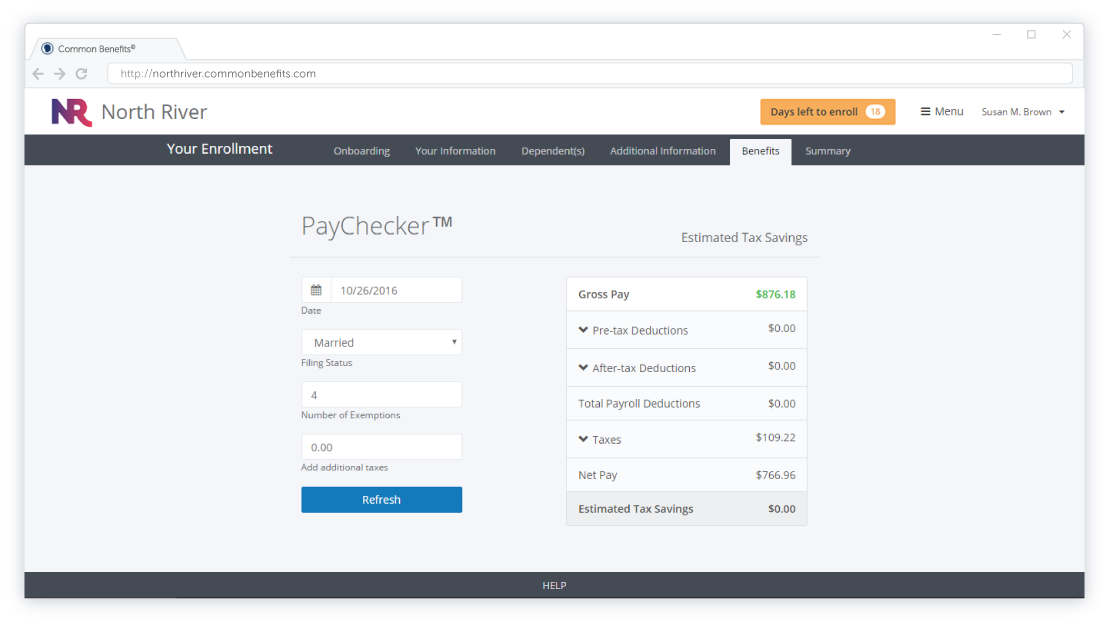 Common Benefits©
http://northriver.commonbenefits.com
NR North River
Days left to enroll 18
Menu
Susan M. Brown
Your Enrollment
Onboarding
Your Information
Dependent(s)
Additional Information
Benefits
Summary
PayChecker™
Estimated Tax Savings
10/26/2016
Date
Married
Filing Status
4
Number of Exemptions
0.00
Add additional taxes
Refresh
Gross Pay $876.18
Pre-tax Deductions $0.00
After-tax Deductions $0.00
Total Payroll Deductions $0.00
Taxes $109.22
Net Pay $766.96
Estimated Tax Savings $0.00
HELP